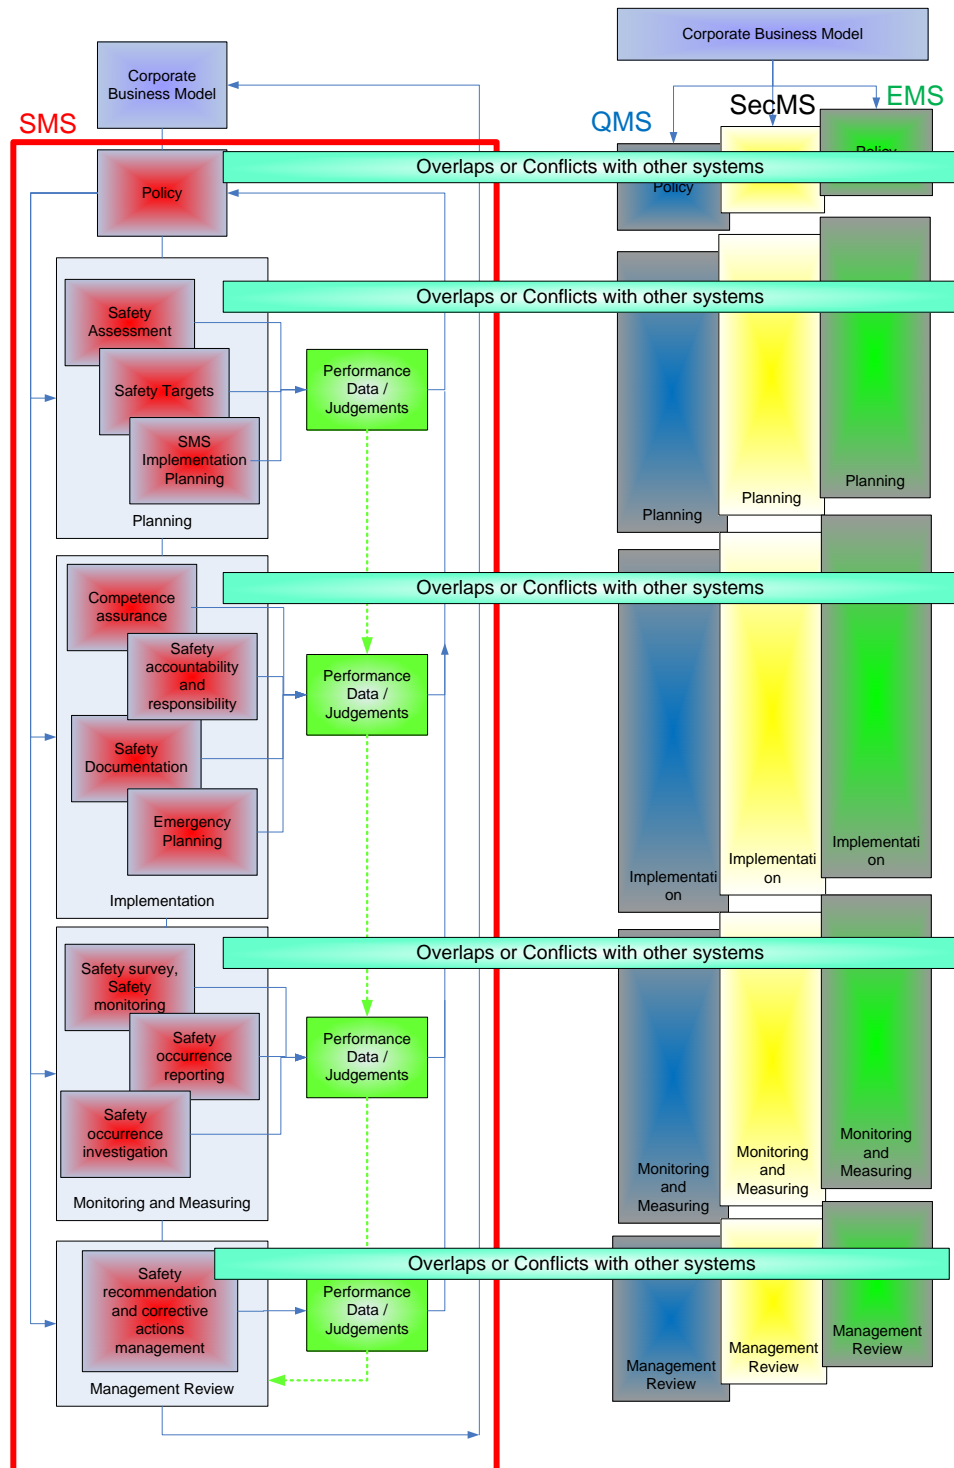 Corporate
Business Model
Corporate Business Model
SMS
QMS
SecMS
EMS
Policy
Overlaps or Conflicts with other systems
Policy
Policy
Overlaps or Conflicts with other systems
Safety
Assessment
Safety Targets
SMS
Implementation
Planning
Planning
Performance
Data /
Judgements
Planning
Planning
Planning
Overlaps or Conflicts with other systems
Competence
assurance
Safety
accountability
and
responsibility
Safety
Documentation
Emergency
Planning
Implementation
Performance
Data /
Judgements
Implementati
on
Implementati
on
Implementati
on
Overlaps or Conflicts with other systems
Safety survey,
Safety
monitoring
Safety
occurrence
reporting
Safety
occurrence
investigation
Monitoring and Measuring
Performance
Data /
Judgements
Monitoring
and
Measuring
Monitoring
and
Measuring
Monitoring
and
Measuring
Overlaps or Conflicts with other systems
Safety
recommendation
and corrective
actions
management
Management Review
Performance
Data /
Judgements
Management
Review
Management
Review
Management
Review